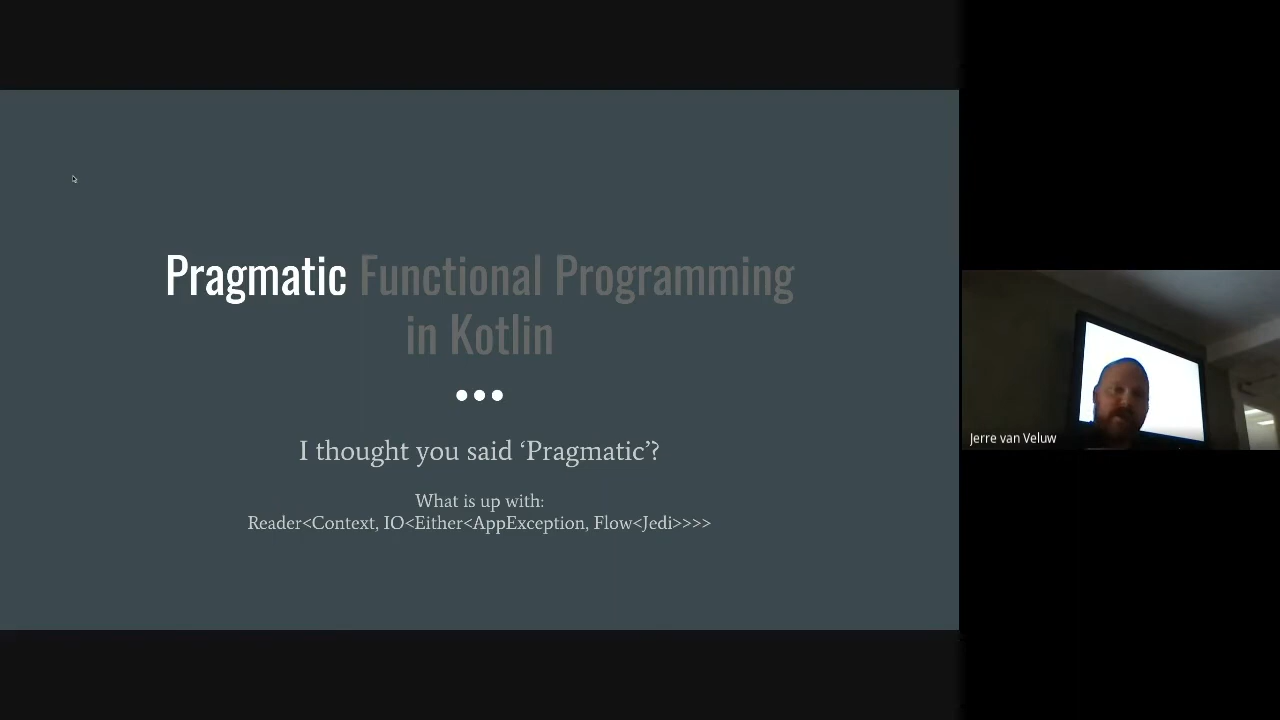 Pragmatic Functional Programming
in Kotlin
I thought you said ‘Pragmatic’?
What is up with:
Reader<Context, IO<Either<AppException, Flow<Jedi>>>>
Jerre van Veluw